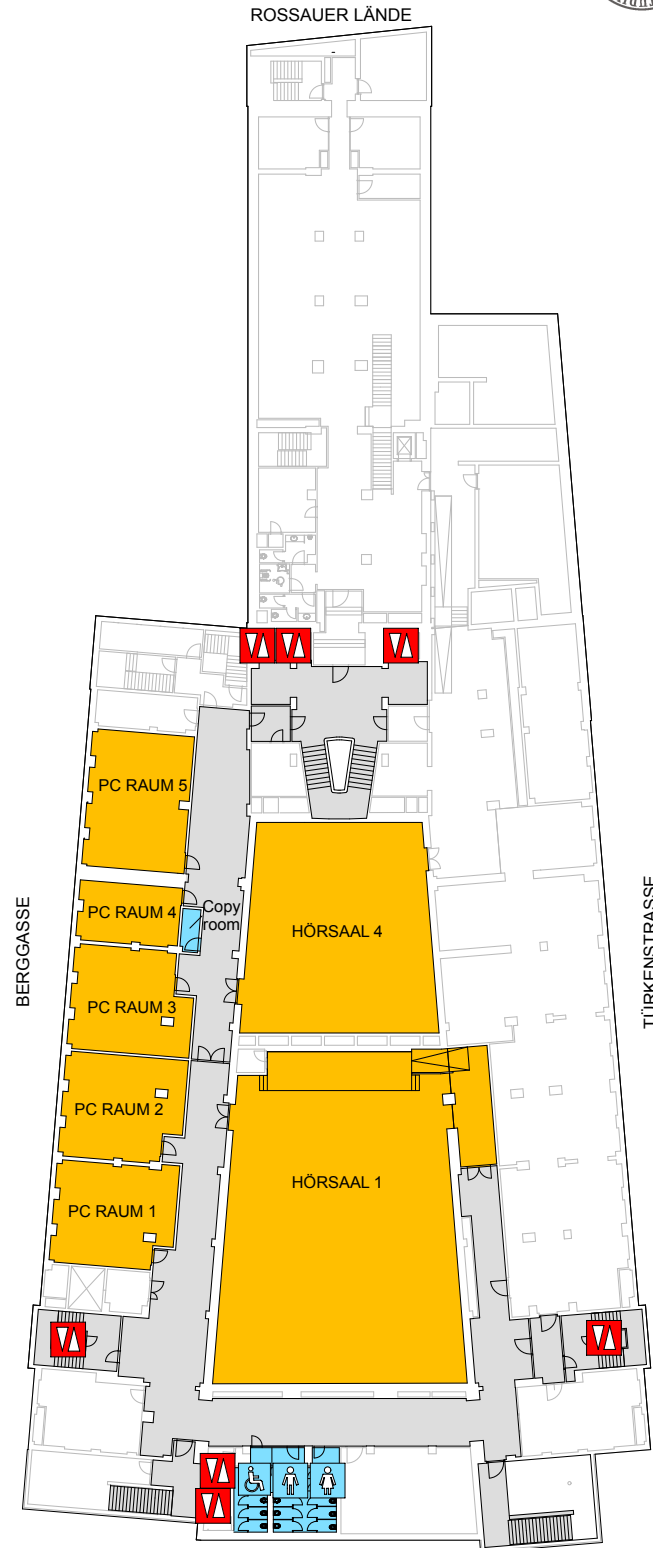 ROSSAUER LÄNDE
PC RAUM 5
PC RAUM 4
Copy
room
HÖRSAAL 4
BERGGASSE
TÜRKENSTRASSE
PC RAUM 3
PC RAUM 2
HÖRSAAL 1
PC RAUM 1